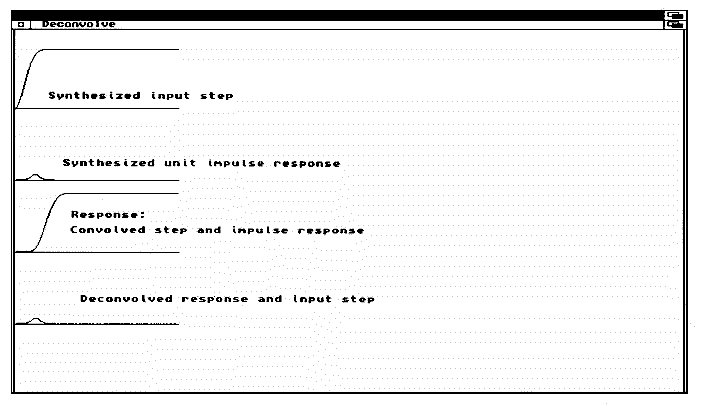 Deconvolve
Synthesized input step
Synthesized unit impulse response
Response:
Convolved step and impulse response
Deconvolved response and input step